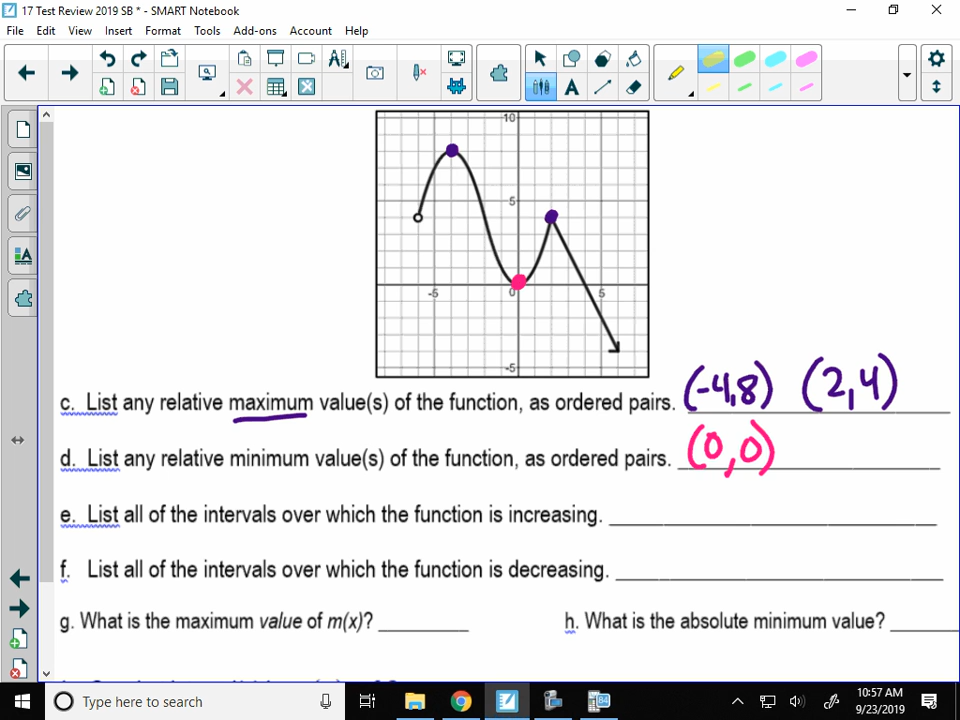 17 Test Review 2019 SB * - SMART Notebook
File Edit View Insert Format Tools Add-ons Account Help
10
5
-5 0 5
-5
c. List any relative maximum value(s) of the function, as ordered pairs. (-4,8) (2,4)
d. List any relative minimum value(s) of the function, as ordered pairs. (0,0)
e. List all of the intervals over which the function is increasing.
f. List all of the intervals over which the function is decreasing.
g. What is the maximum value of m(x)? h. What is the absolute minimum value?
Type here to search
10:57 AM
9/23/2019